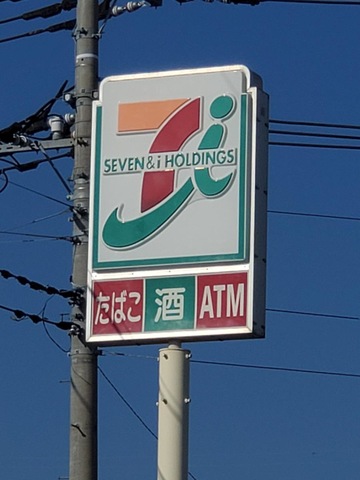 SEVEN&i HOLDINGS
たばこ 酒 ATM